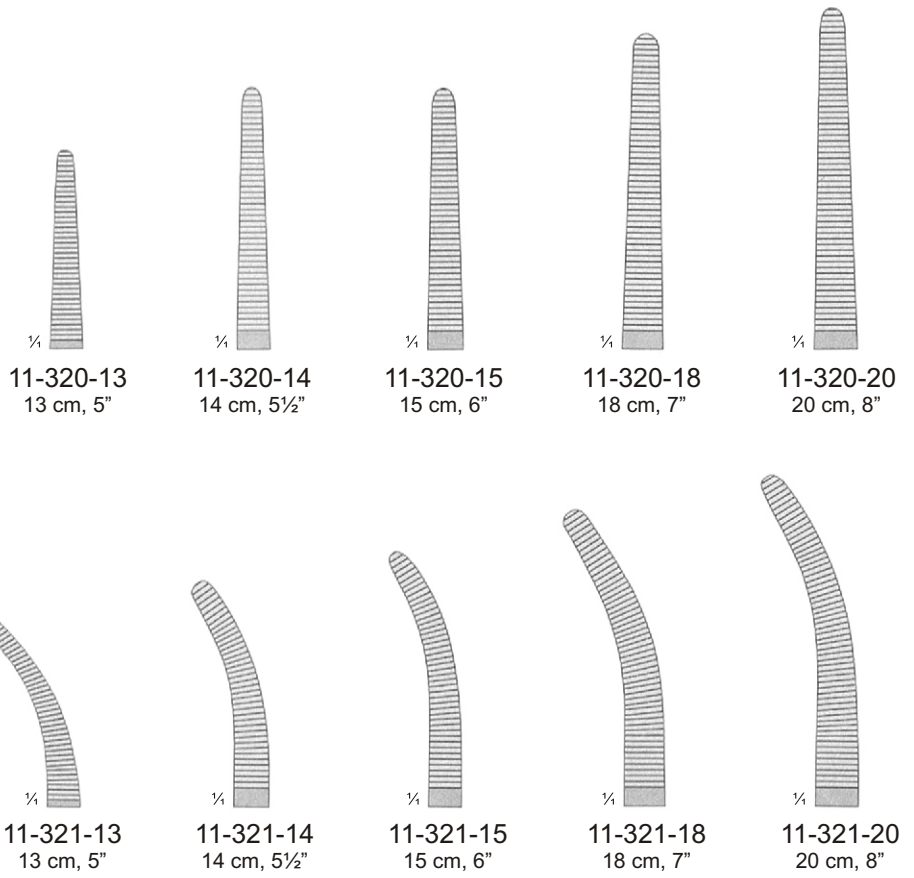 ¹⁄₁ ¹⁄₁ ¹⁄₁ ¹⁄₁ ¹⁄₁
11-320-13 11-320-14 11-320-15 11-320-18 11-320-20
13 cm, 5” 14 cm, 5½” 15 cm, 6” 18 cm, 7” 20 cm, 8”
¹⁄₁ ¹⁄₁ ¹⁄₁ ¹⁄₁ ¹⁄₁
11-321-13 11-321-14 11-321-15 11-321-18 11-321-20
13 cm, 5” 14 cm, 5½” 15 cm, 6” 18 cm, 7” 20 cm, 8”